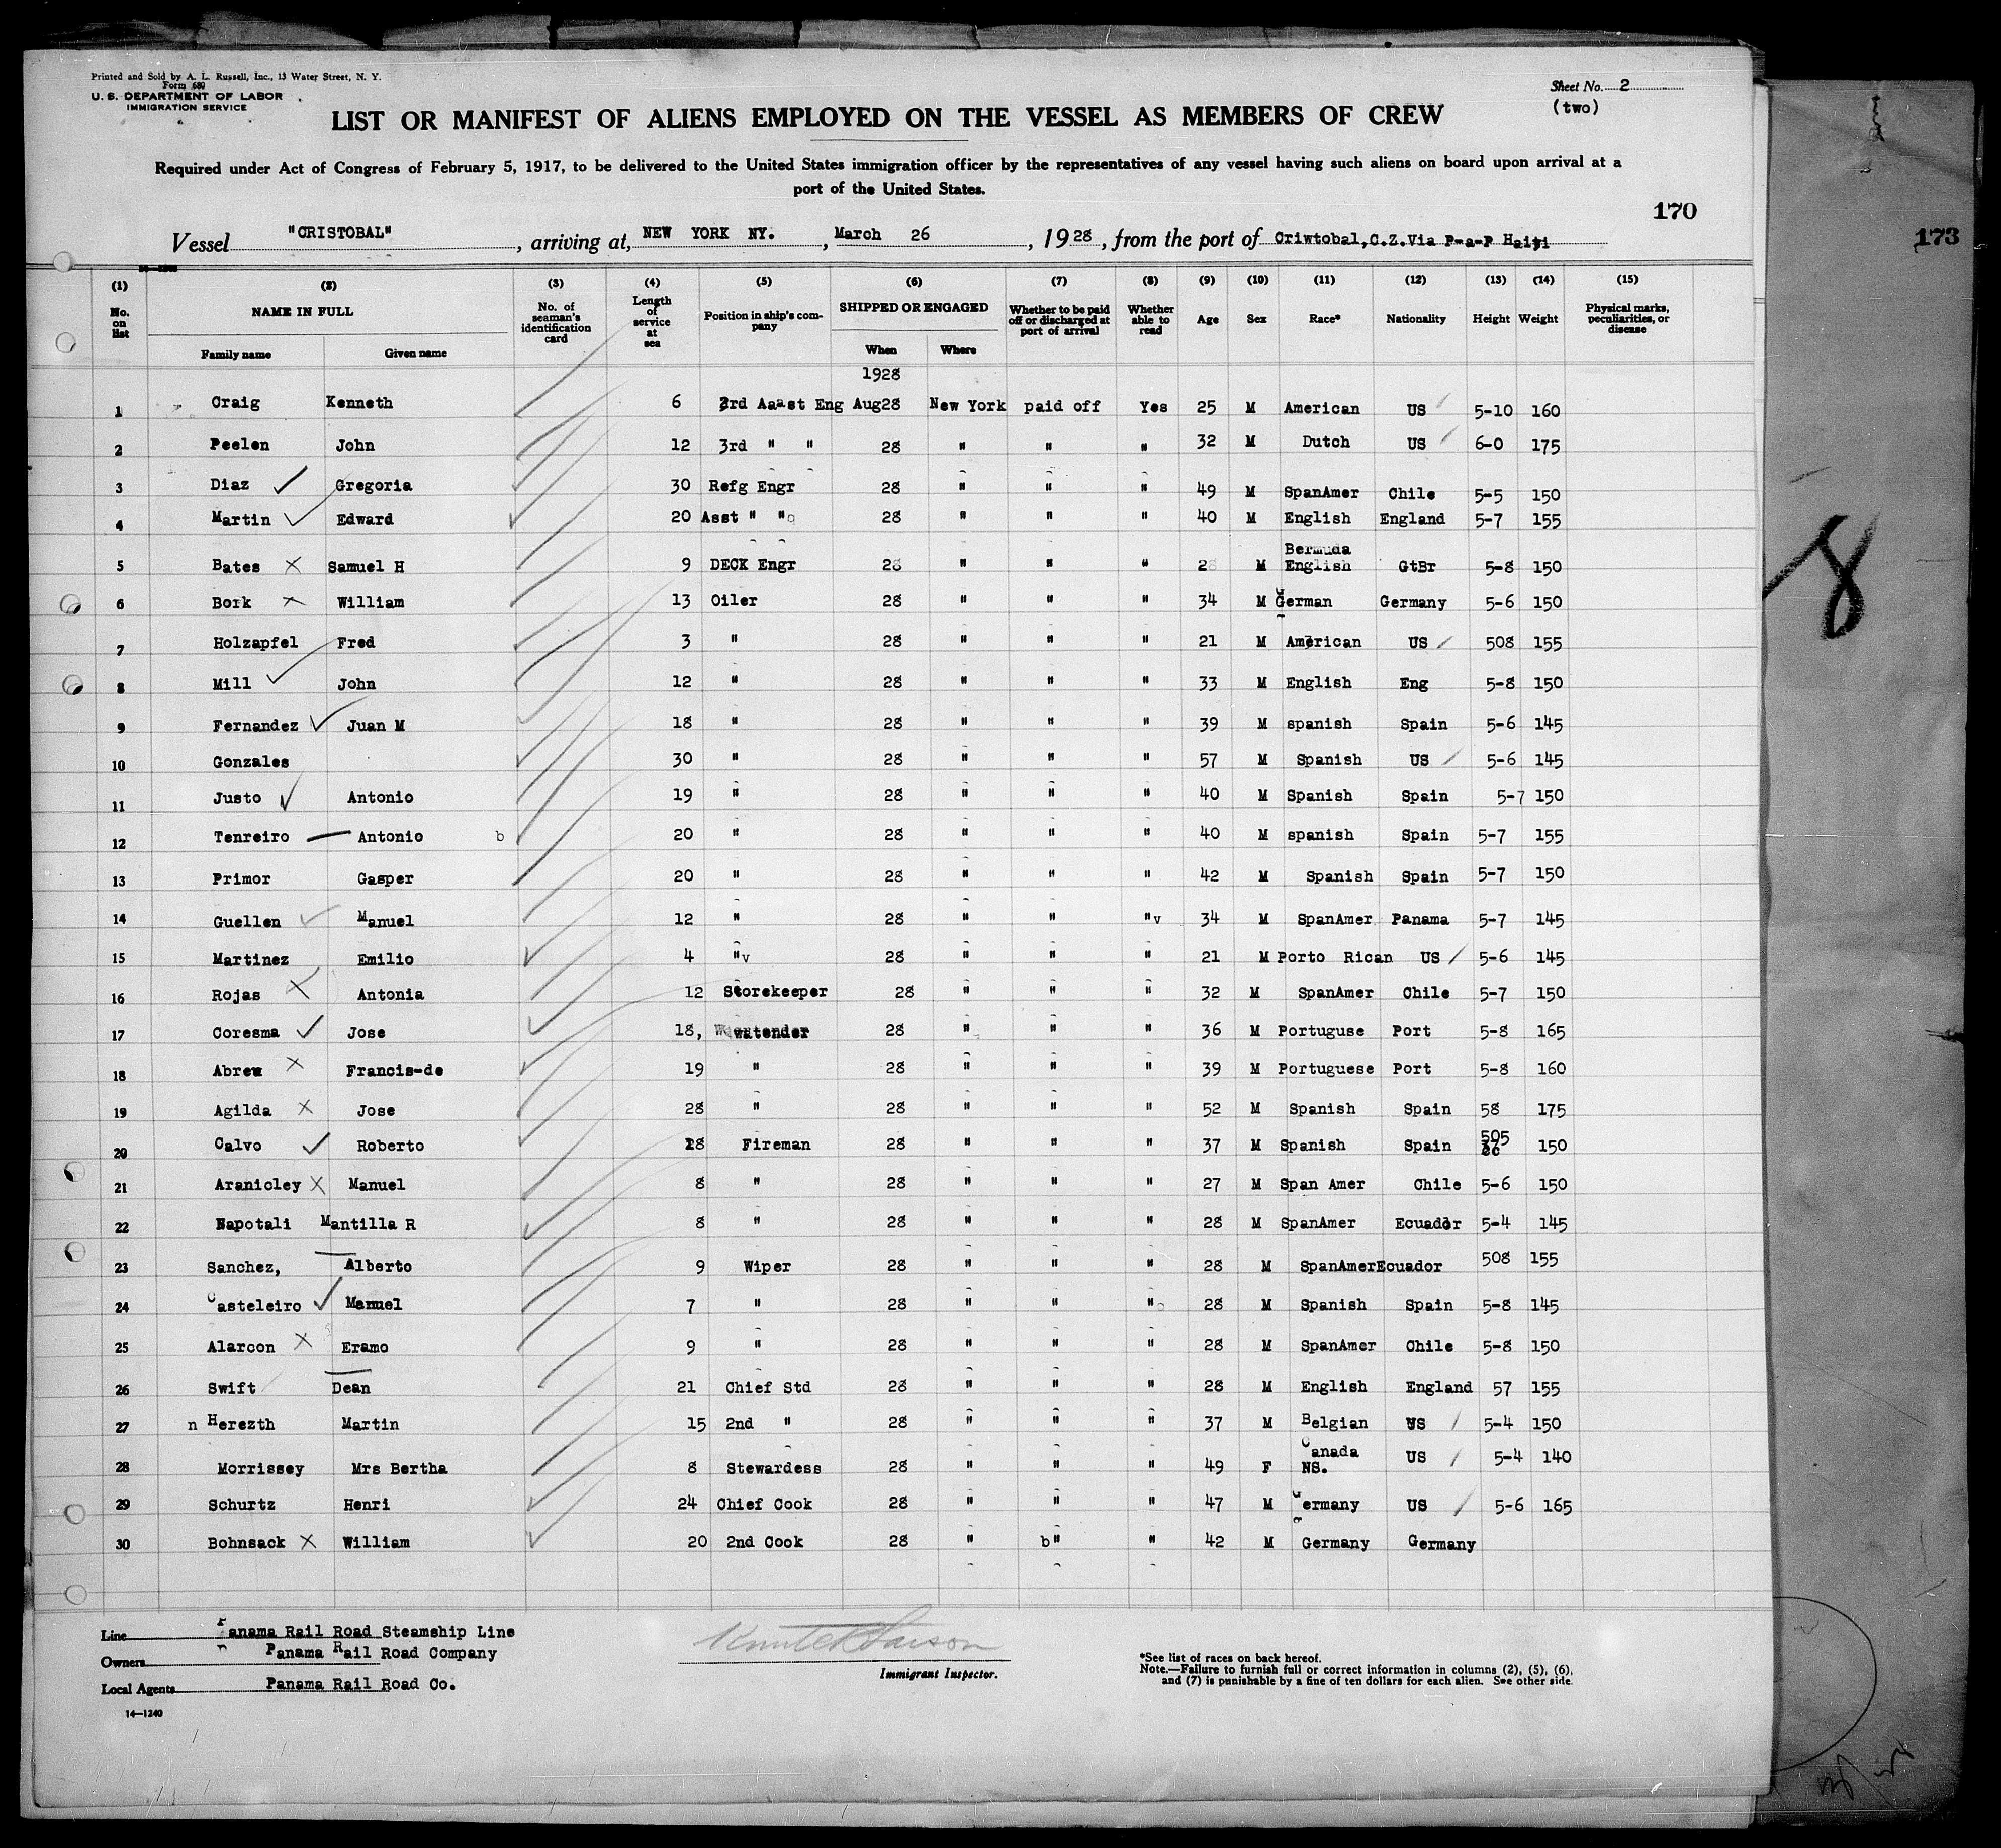 Printed and Sold by A. L. Russell, Inc., 13 Water Street, N. Y.
Form 680
U. S. DEPARTMENT OF LABOR
IMMIGRATION SERVICE
Sheet No. 2
(two)
LIST OR MANIFEST OF ALIENS EMPLOYED ON THE VESSEL AS MEMBERS OF CREW
Required under Act of Congress of February 5, 1917, to be delivered to the United States immigration officer by the representatives of any vessel having such aliens on board upon arrival at a
port of the United States.
170
173
Vessel "CRISTOBAL", arriving at, NEW YORK NY., March 26, 1928, from the port of Criwtobal,C.Z.Via P-a-P Haiti
(1) (2) (3) (4) (5) (6) (7) (8) (9) (10) (11) (12) (13) (14) (15)
No. on list NAME IN FULL No. of seaman's identification card Length of service at sea Position in ship's company SHIPPED OR ENGAGED Whether to be paid off or discharged at port of arrival Whether able to read Age Sex Race* Nationality Height Weight Physical marks, peculiarities, or disease
Family name Given name When Where
1928
1 Craig Kenneth 6 3rd Aaast Eng Aug28 New York paid off Yes 25 M American US 5-10 160
2 Peelen John 12 3rd " " 28 " " " 32 M Dutch US 6-0 175
3 Diaz Gregoria 30 Refg Engr 28 " " " 49 M SpanAmer Chile 5-5 150
4 Martin Edward 20 Asst " " 28 " " " 40 M English England 5-7 155
5 Bates Samuel H 9 DECK Engr 28 " " " 28 M Bermuda English GtBr 5-8 150
6 Bork William 13 Oiler 28 " " " 34 M German Germany 5-6 150
7 Holzapfel Fred 3 " 28 " " " 21 M American US 508 155
8 Mill John 12 " 28 " " " 33 M English Eng 5-8 150
9 Fernandez Juan M 18 " 28 " " " 39 M spanish Spain 5-6 145
10 Gonzales 30 " 28 " " " 57 M Spanish US 5-6 145
11 Justo Antonio 19 " 28 " " " 40 M Spanish Spain 5-7 150
12 Tenreiro Antonio b 20 " 28 " " " 40 M spanish Spain 5-7 155
13 Primor Gasper 20 " 28 " " " 42 M Spanish Spain 5-7 150
14 Guellen Manuel 12 " 28 " " "v 34 M SpanAmer Panama 5-7 145
15 Martinez Emilio 4 "v 28 " " " 21 M Porto Rican US 5-6 145
16 Rojas Antonia 12 Storekeeper 28 " " " 32 M SpanAmer Chile 5-7 150
17 Coresma Jose 18, watender 28 " " " 36 M Portuguse Port 5-8 165
18 Abreu Francis-de 19 " 28 " " " 39 M Portuguese Port 5-8 160
19 Agilda Jose 28 " 28 " " " 52 M Spanish Spain 58 175
20 Calvo Roberto 18 Fireman 28 " " " 37 M Spanish Spain 505 150
21 Aranicley Manuel 8 " 28 " " " 27 M Span Amer Chile 5-6 150
22 Napotali Mantilla R 8 " 28 " " " 28 M SpanAmer Ecuador 5-4 145
23 Sanchez, Alberto 9 Wiper 28 " " " 28 M SpanAmerEcuador 508 155
24 Casteleiro Manuel 7 " 28 " " " 28 M Spanish Spain 5-8 145
25 Alarcon Eramo 9 " 28 " " " 28 M SpanAmer Chile 5-8 150
26 Swift Dean 21 Chief Std 28 " " " 28 M English England 57 155
27 n Herezth Martin 15 2nd " 28 " " " 37 M Belgian US 5-4 150
28 Morrissey Mrs Bertha 8 Stewardess 28 " " " 49 F Canada NS. US 5-4 140
29 Schurtz Henri 24 Chief Cook 28 " " " 47 M Germany US 5-6 165
30 Bohnsack William 20 2nd Cook 28 " b" " 42 M Germany Germany
8
Line Panama Rail Road Steamship Line
Owners Panama Rail Road Company
Local Agents Panama Rail Road Co.
14—1240
Immigrant Inspector.
*See list of races on back hereof.
Note.—Failure to furnish full or correct information in columns (2), (5), (6),
and (7) is punishable by a fine of ten dollars for each alien. See other side.